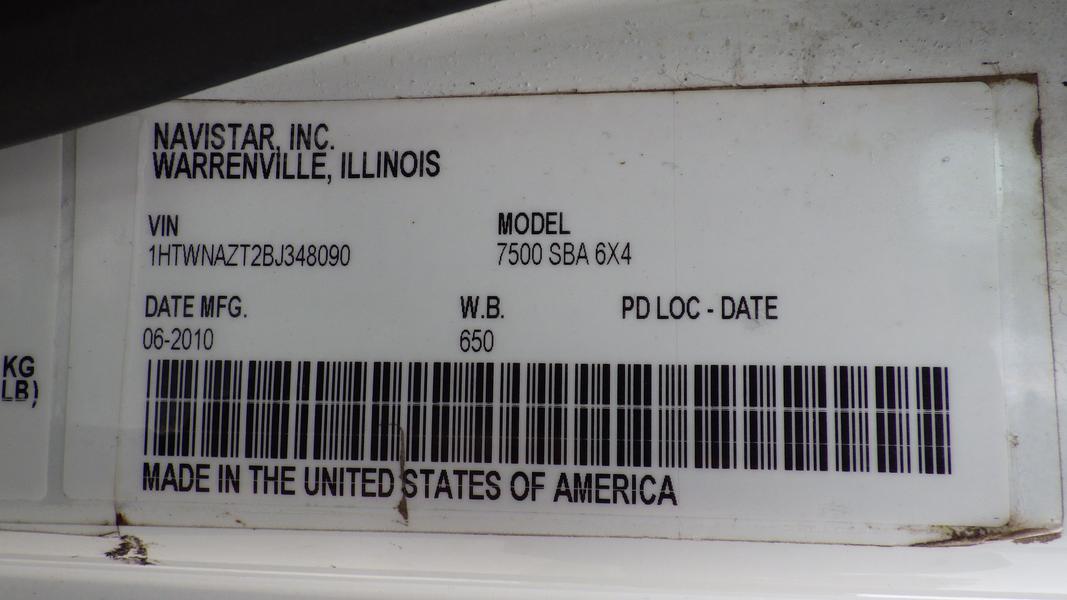 NAVISTAR, INC.
WARRENVILLE, ILLINOIS
VIN MODEL
1HTWNAZT2BJ348090 7500 SBA 6X4
DATE MFG. W.B. PD LOC - DATE
06-2010 650
KG
LB)
MADE IN THE UNITED STATES OF AMERICA